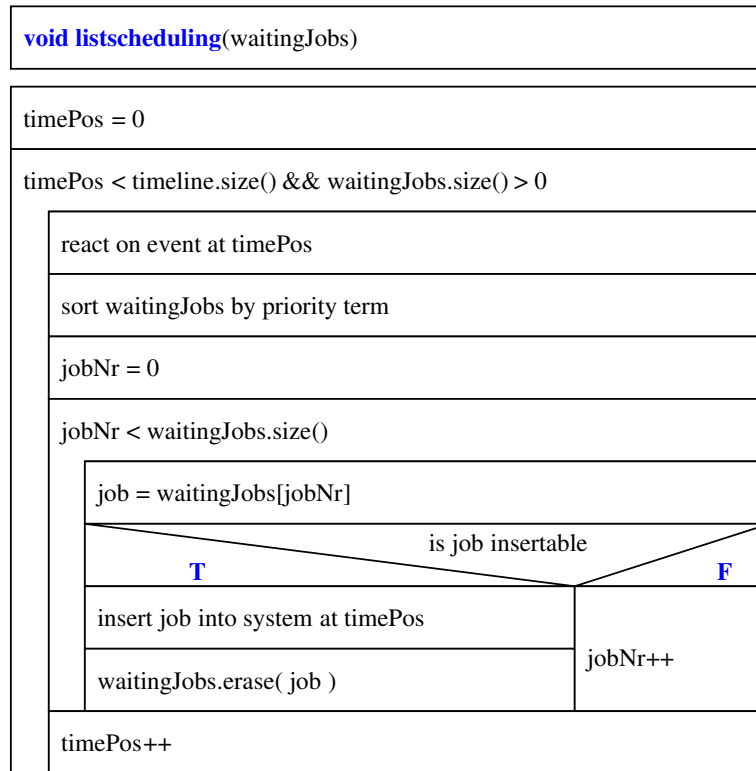 void listscheduling(waitingJobs)
timePos = 0
timePos < timeline.size() && waitingJobs.size() > 0
react on event at timePos
sort waitingJobs by priority term
jobNr = 0
jobNr < waitingJobs.size()
job = waitingJobs[jobNr]
is job insertable
T F
insert job into system at timePos
jobNr++
waitingJobs.erase( job )
timePos++